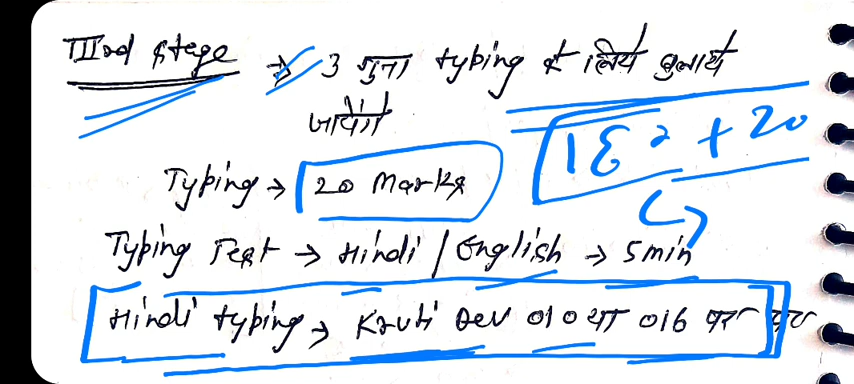 IIIrd stage → 3 गुना typing के लिये बुलाये
जायेंगे
Typing → 20 Marks
+ 20
Typing Test → Hindi / English → 5 min
Hindi typing → Kruti Dev 010 या 016 पर